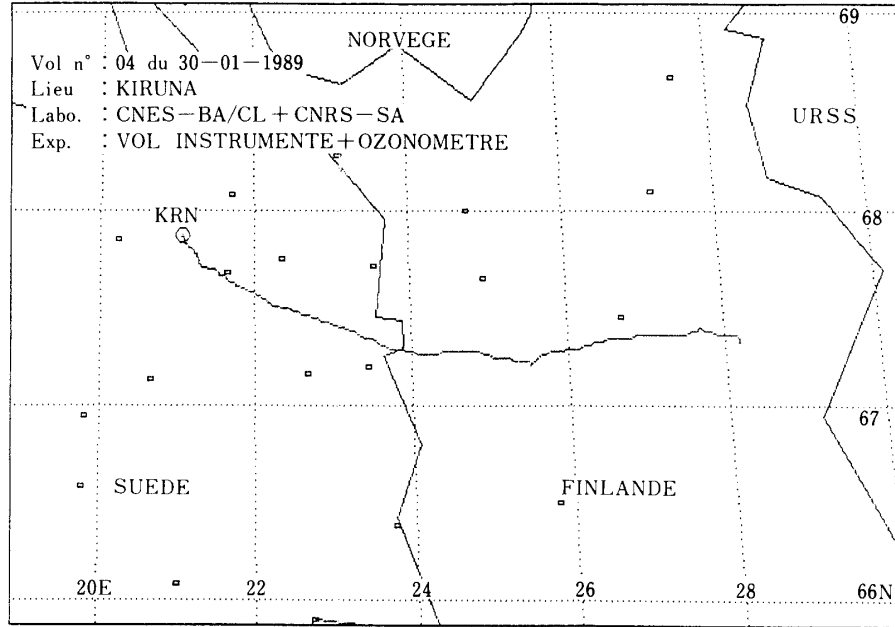 NORVEGE
69
Vol n° : 04 du 30-01-1989
Lieu : KIRUNA
Labo. : CNES-BA/CL + CNRS-SA
Exp. : VOL INSTRUMENTE+OZONOMETRE
URSS
KRN
68
67
SUEDE
FINLANDE
20E 22 24 26 28 66N